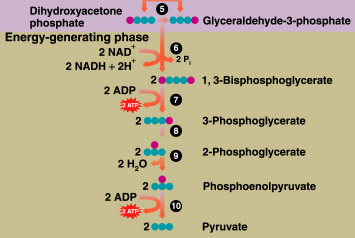 Dihydroxyacetone
phosphate
5
Glyceraldehyde-3-phosphate
Energy-generating phase
2 NAD+
6
2 NADH + 2H+
2 Pi
2
1, 3-Bisphosphoglycerate
2 ADP
7
2 ATP
2
3-Phosphoglycerate
8
2
2-Phosphoglycerate
9
2 H2O
2
Phosphoenolpyruvate
2 ADP
10
2 ATP
2
Pyruvate